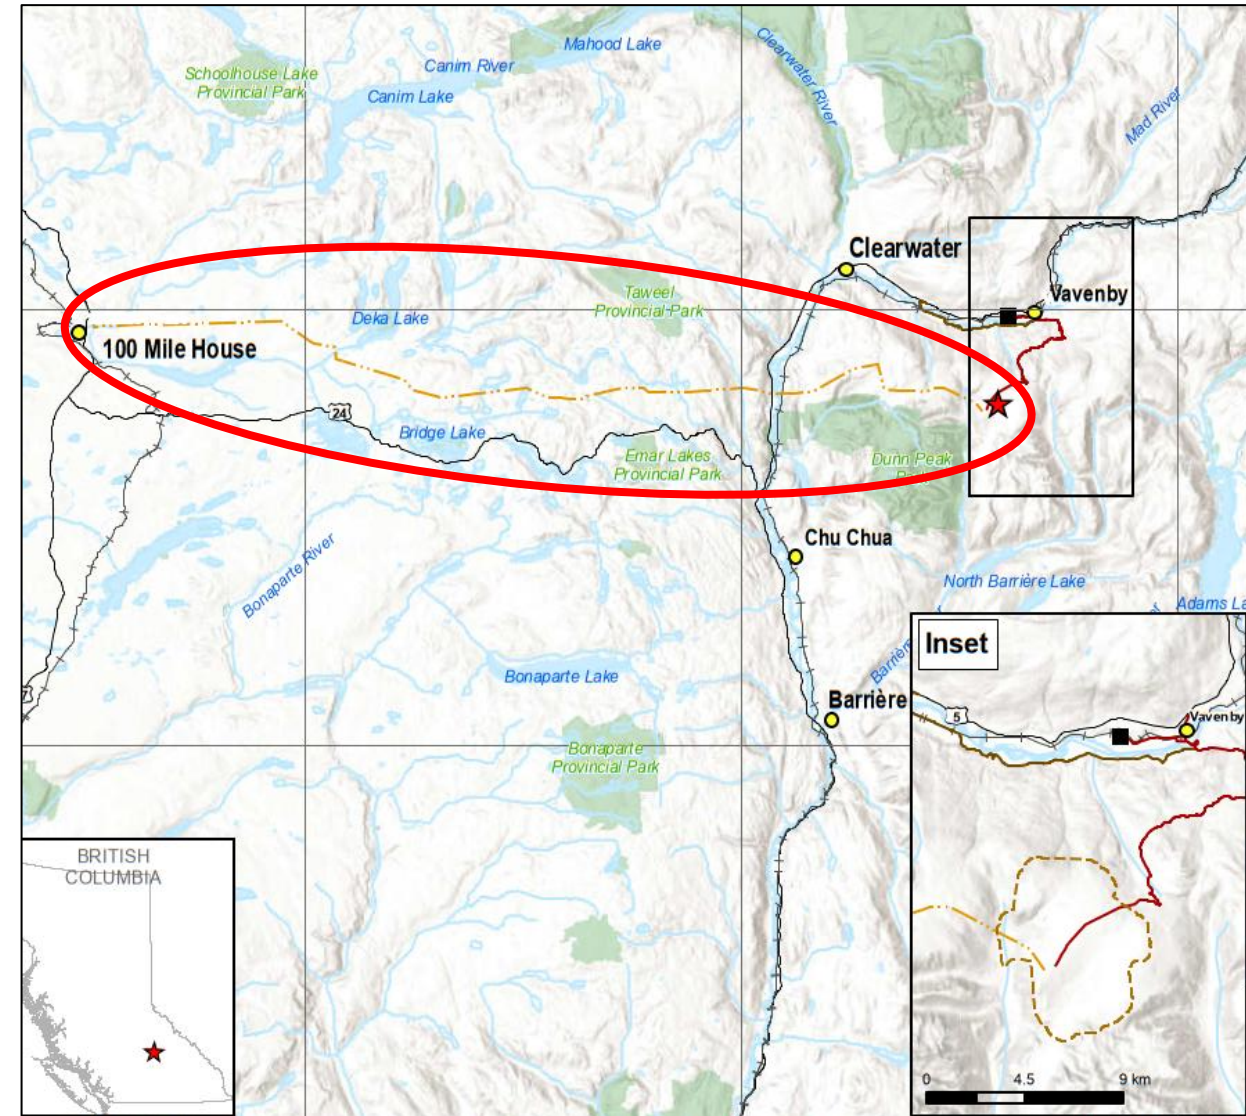 Mahood Lake
Clearwater River
Canim River
Schoolhouse Lake
Provincial Park
Canim Lake
Mad River
Clearwater
Vavenby
Taweel
Provincial Park
Deka Lake
100 Mile House
24
Bridge Lake
Emar Lakes
Provincial Park
Dunn Peak
Chu Chua
Bonaparte River
North Barrière Lake
Adams La
Barrièr
Inset
Bonaparte Lake
Barrière
5
Vavenby
Bonaparte
Provincial Park
BRITISH
COLUMBIA
0 4.5 9 km